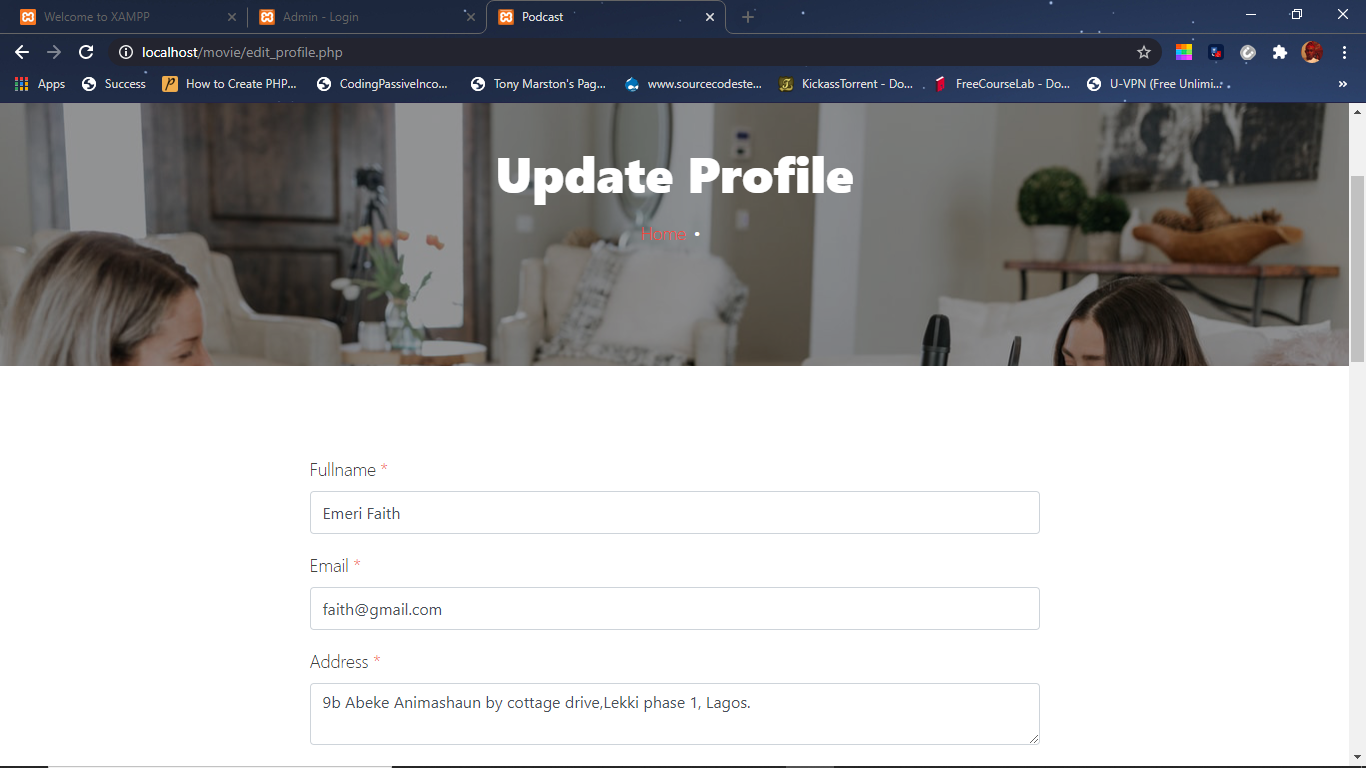 Welcome to XAMPP
Admin - Login
Podcast
localhost/movie/edit_profile.php
Apps
Success
How to Create PHP...
CodingPassiveInco...
Tony Marston's Pag...
www.sourcecodeste...
KickassTorrent - Do...
FreeCourseLab - Do...
U-VPN (Free Unlimi...
»
Update Profile
Home •
Fullname *
Emeri Faith
Email *
faith@gmail.com
Address *
9b Abeke Animashaun by cottage drive,Lekki phase 1, Lagos.